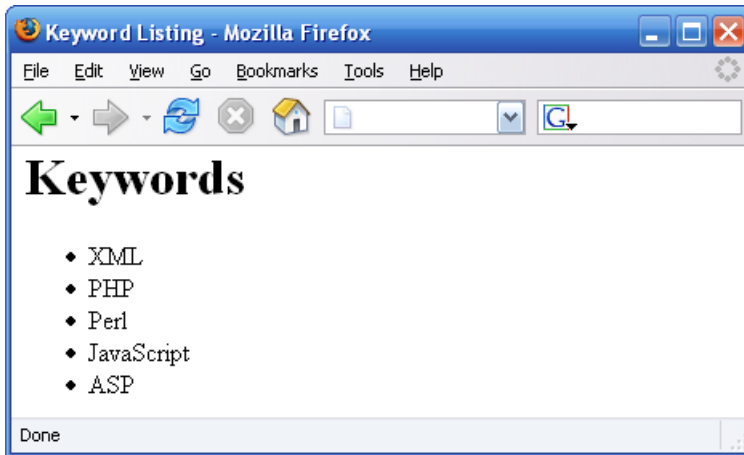 Keyword Listing - Mozilla Firefox
File Edit View Go Bookmarks Tools Help
G
Keywords
XML
PHP
Perl
JavaScript
ASP
Done